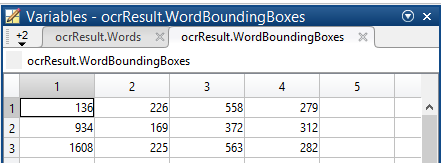 Variables - ocrResult.WordBoundingBoxes
+2 ocrResult.Words ocrResult.WordBoundingBoxes
ocrResult.WordBoundingBoxes
1 2 3 4 5
1 136 226 558 279
2 934 169 372 312
3 1608 225 563 282